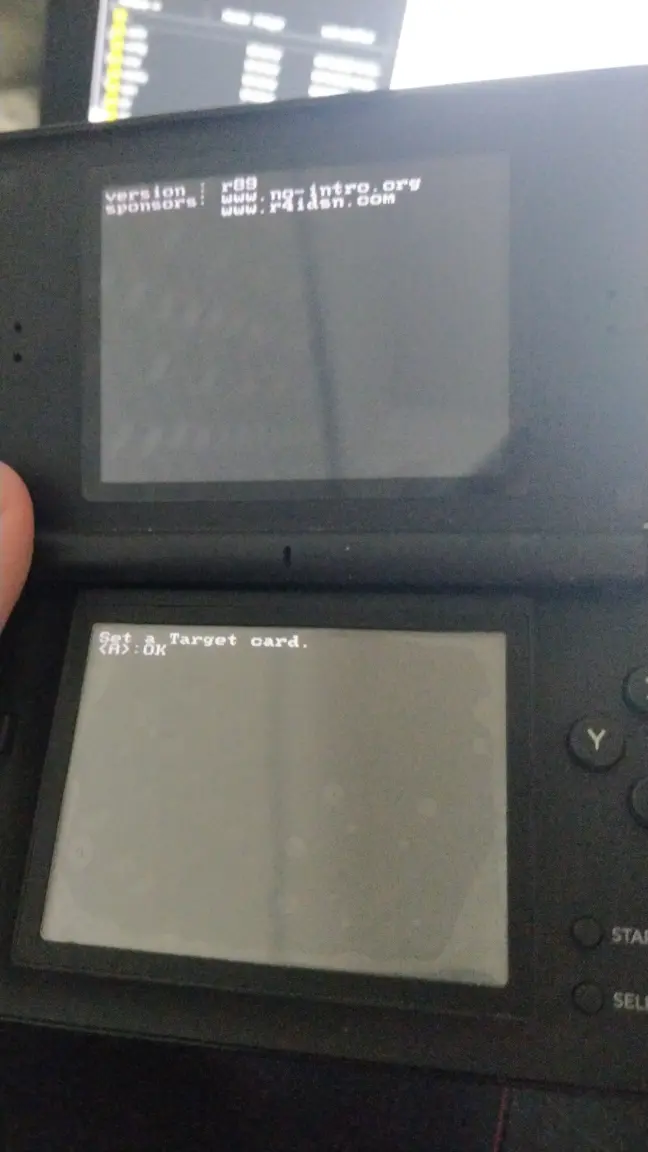 version : r89
sponsors: www.no-intro.org
www.r4idsn.com
Set a Target card.
<A>:OK
Y